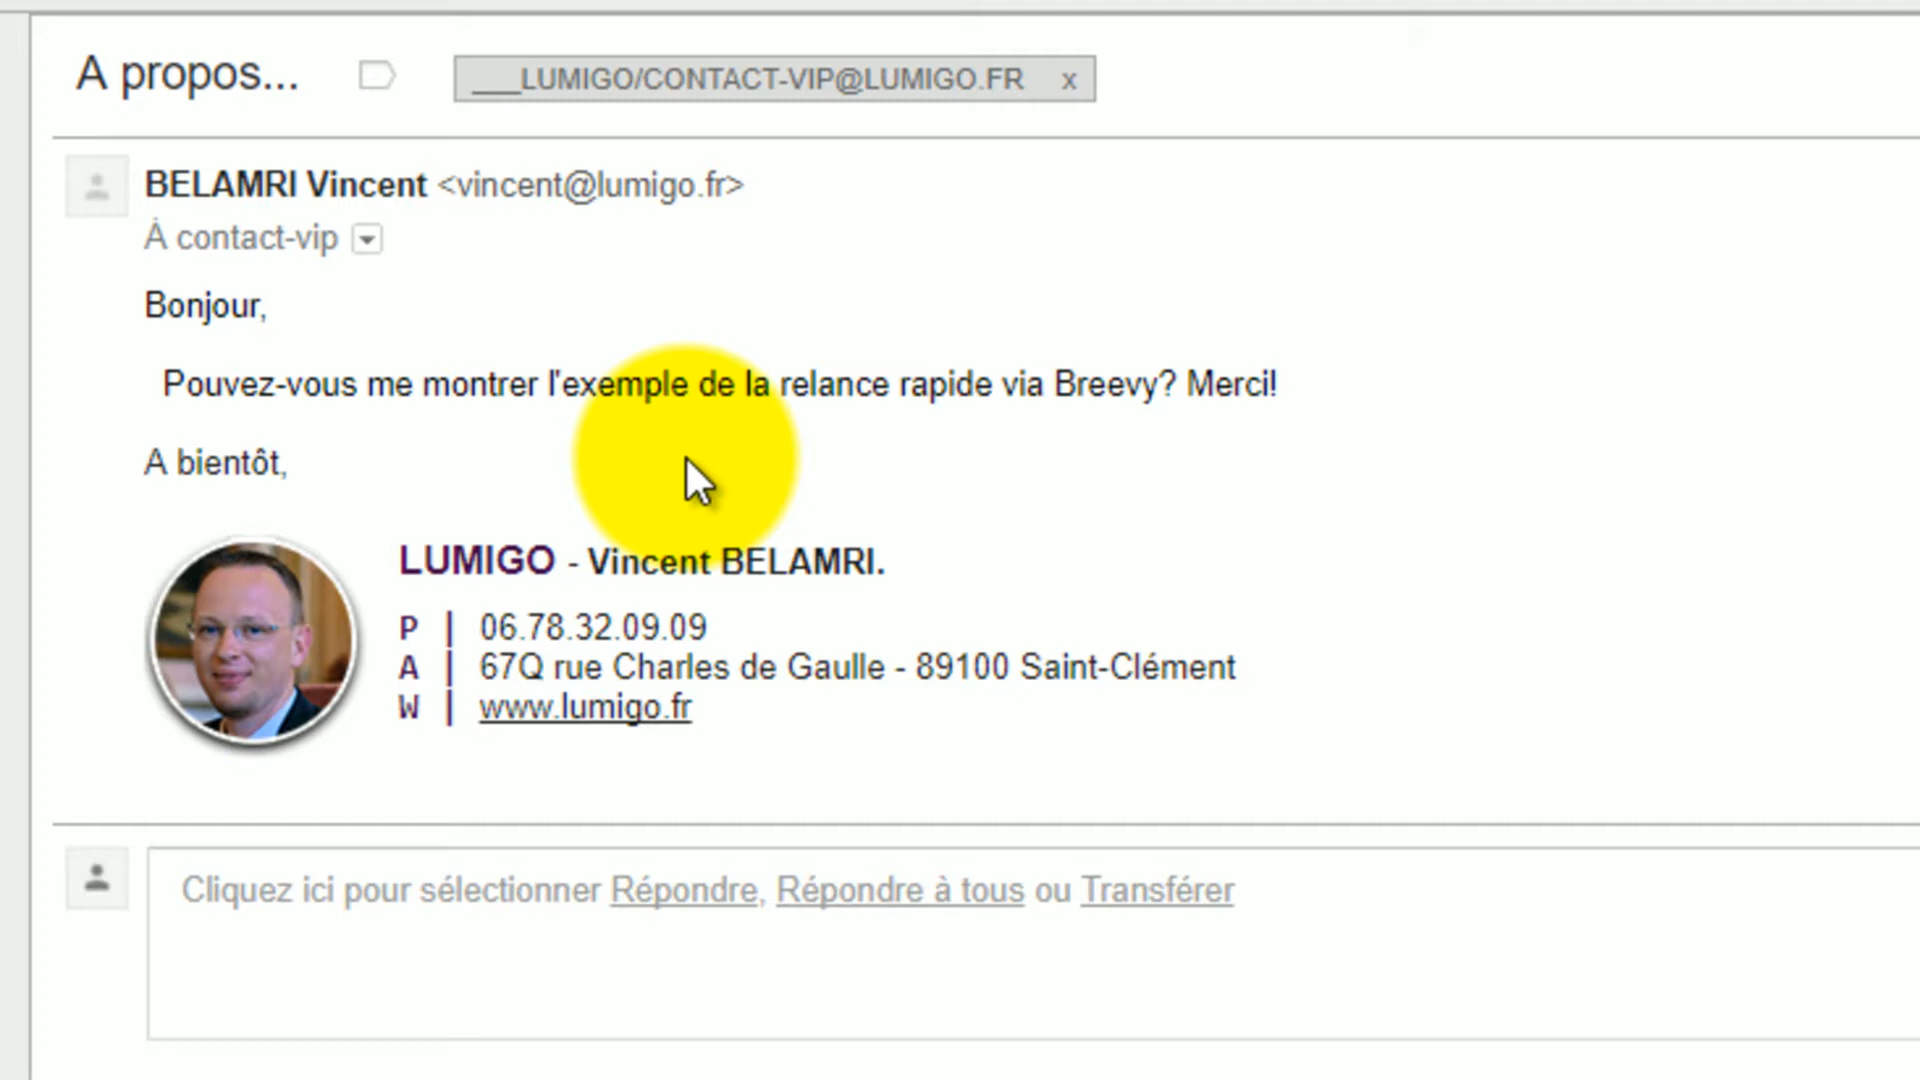 A propos...
___LUMIGO/CONTACT-VIP@LUMIGO.FR x
BELAMRI Vincent <vincent@lumigo.fr>
À contact-vip
Bonjour,
Pouvez-vous me montrer l'exemple de la relance rapide via Breevy? Merci!
A bientôt,
LUMIGO - Vincent BELAMRI.
P | 06.78.32.09.09
A | 67Q rue Charles de Gaulle - 89100 Saint-Clément
W | www.lumigo.fr
Cliquez ici pour sélectionner Répondre, Répondre à tous ou Transférer